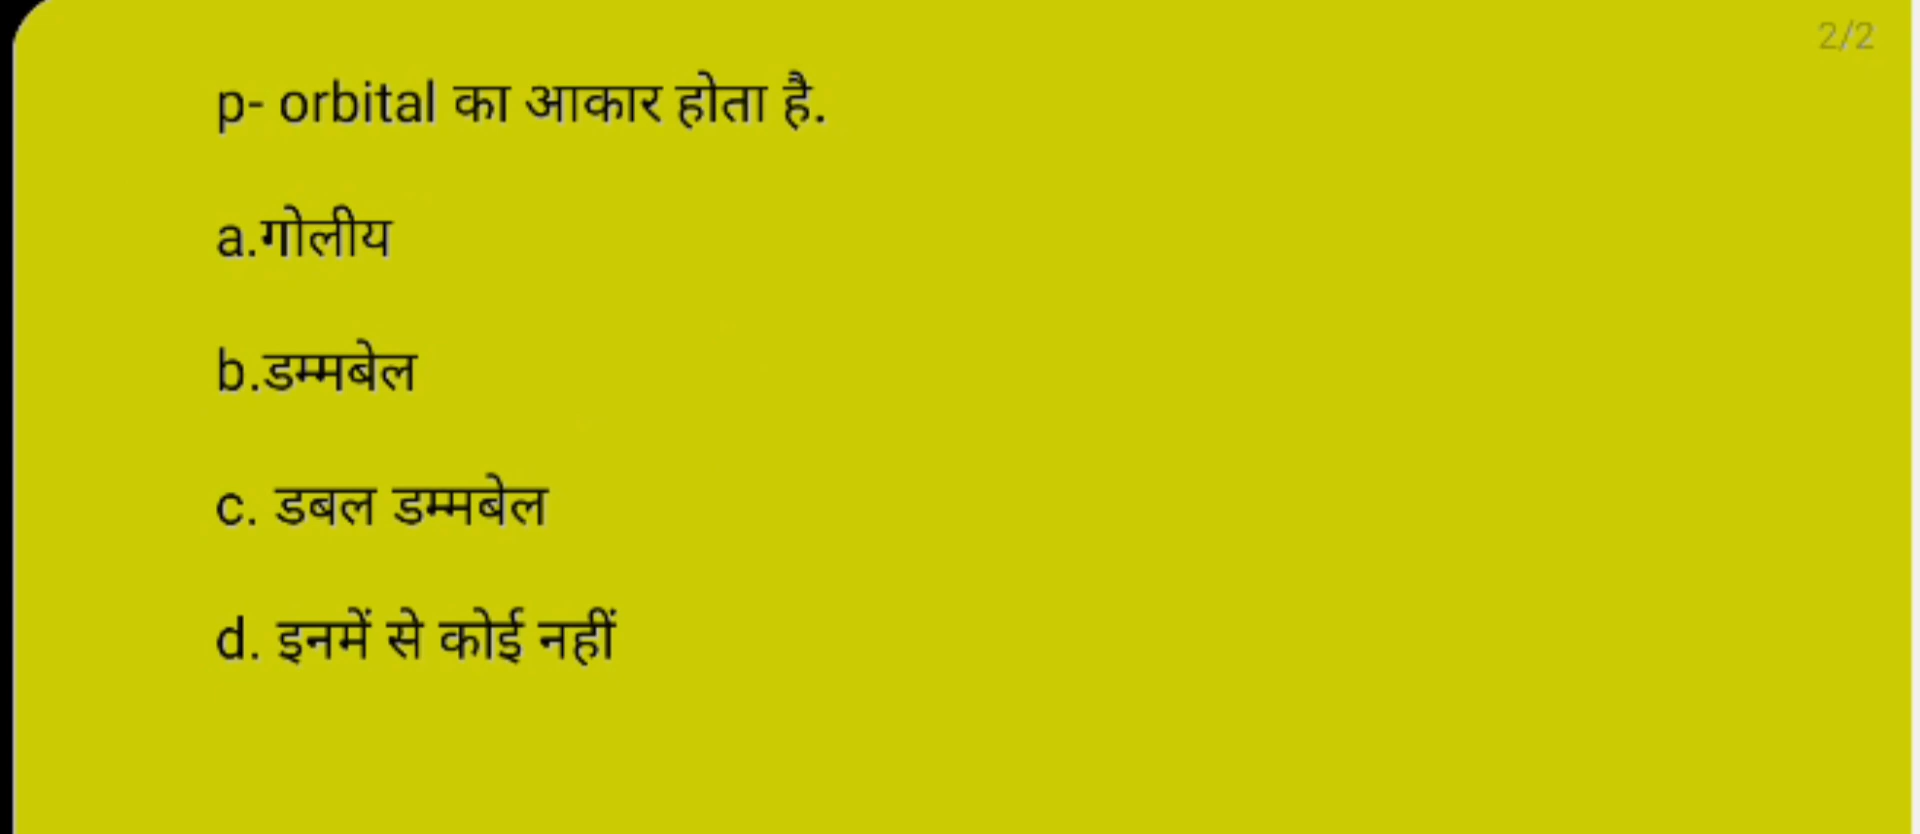 2/2
p- orbital का आकार होता है.
a.गोलीय
b.डम्मबेल
c. डबल डम्मबेल
d. इनमें से कोई नहीं